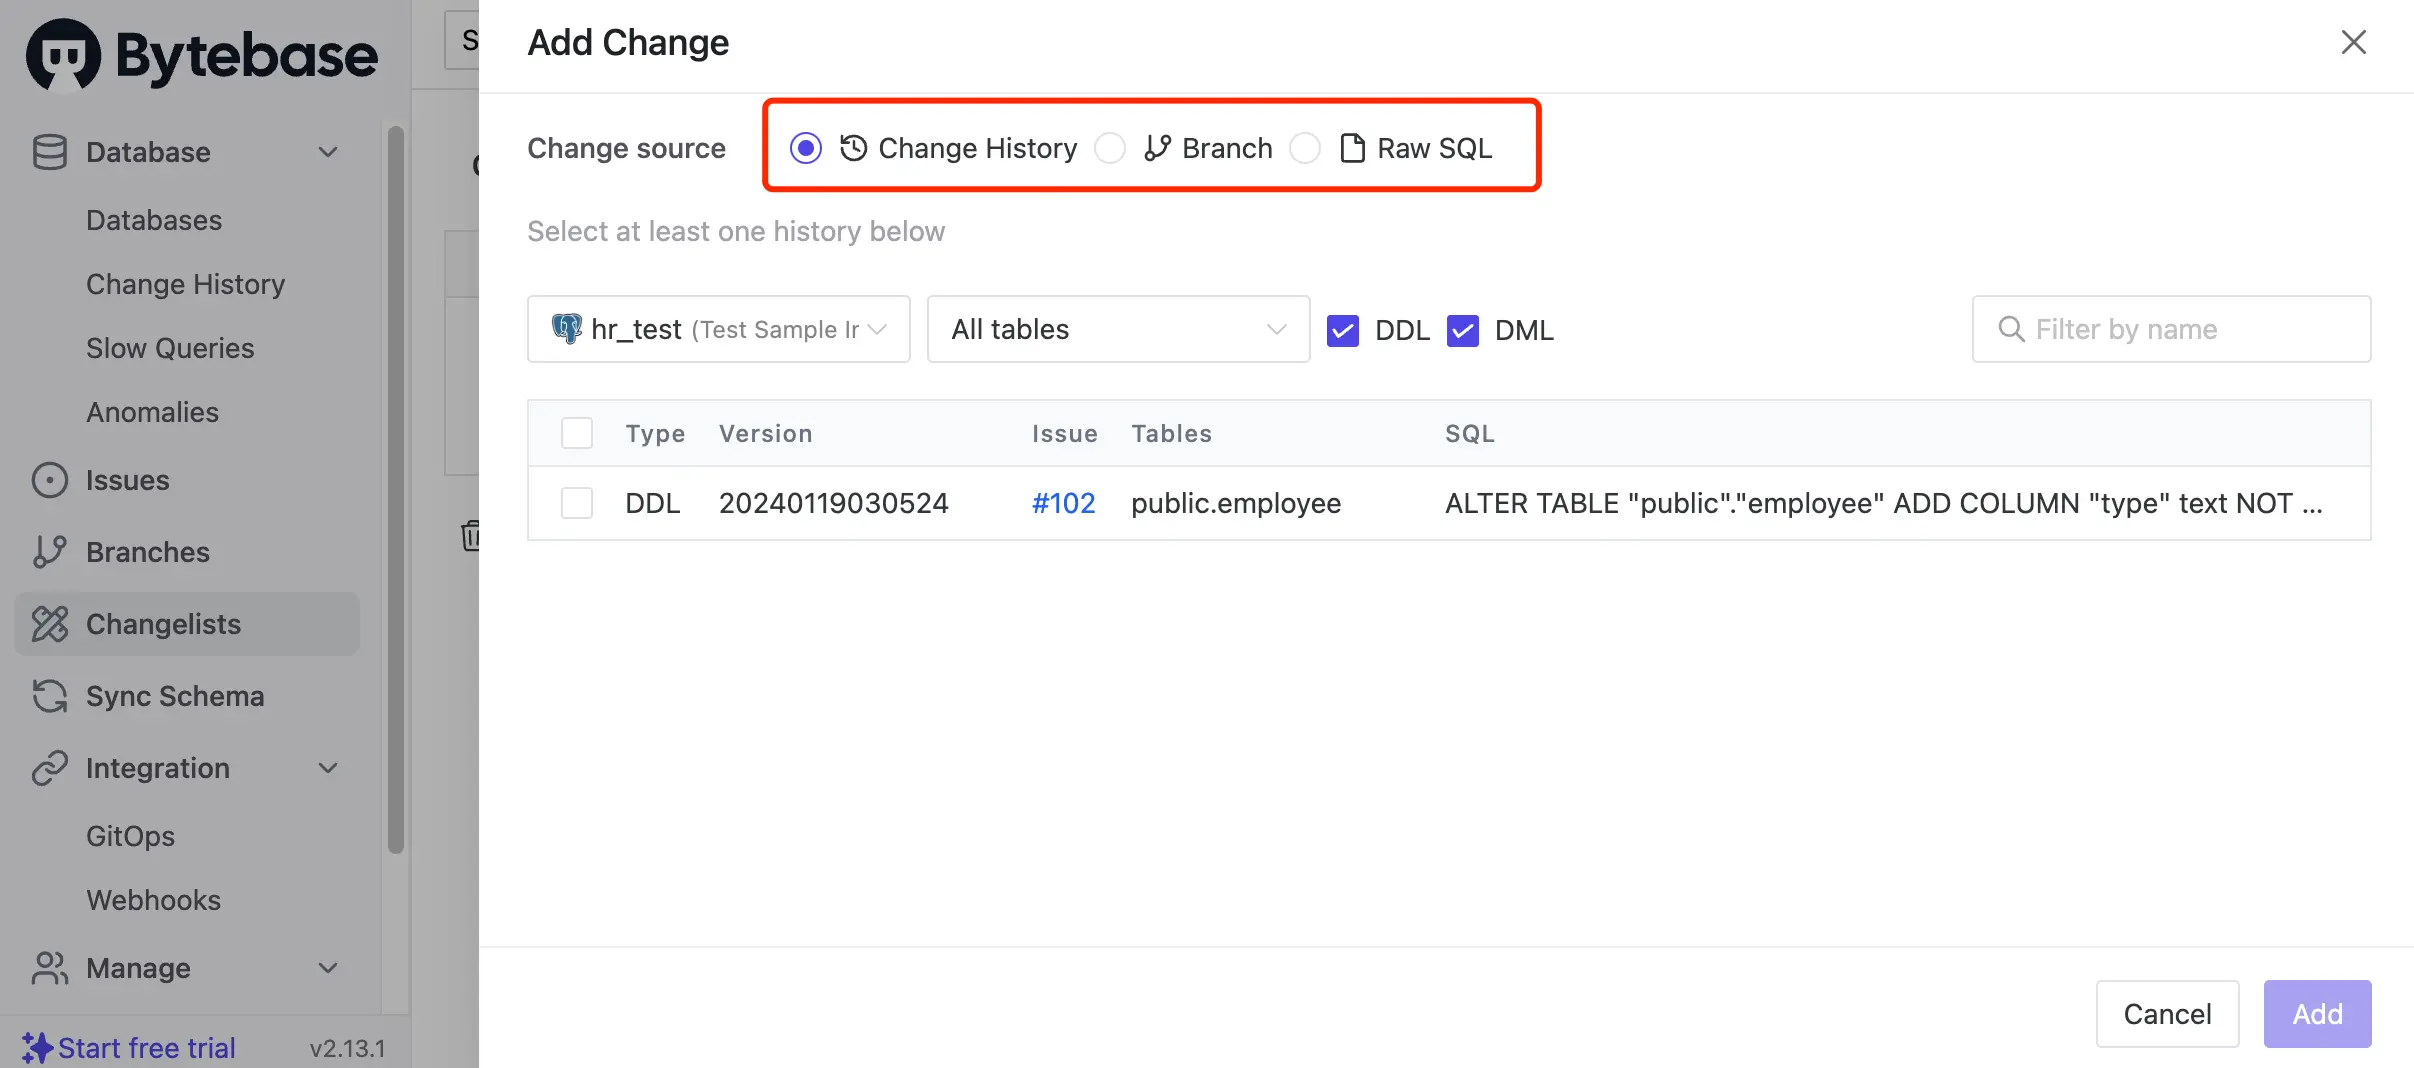 Bytebase
Database
Databases
Change History
Slow Queries
Anomalies
Issues
Branches
Changelists
Sync Schema
Integration
GitOps
Webhooks
Manage
Start free trial v2.13.1
Add Change
Change source Change History Branch Raw SQL
Select at least one history below
hr_test (Test Sample Ir All tables DDL DML Filter by name
Type Version Issue Tables SQL
DDL 20240119030524 #102 public.employee ALTER TABLE "public"."employee" ADD COLUMN "type" text NOT ...
Cancel Add